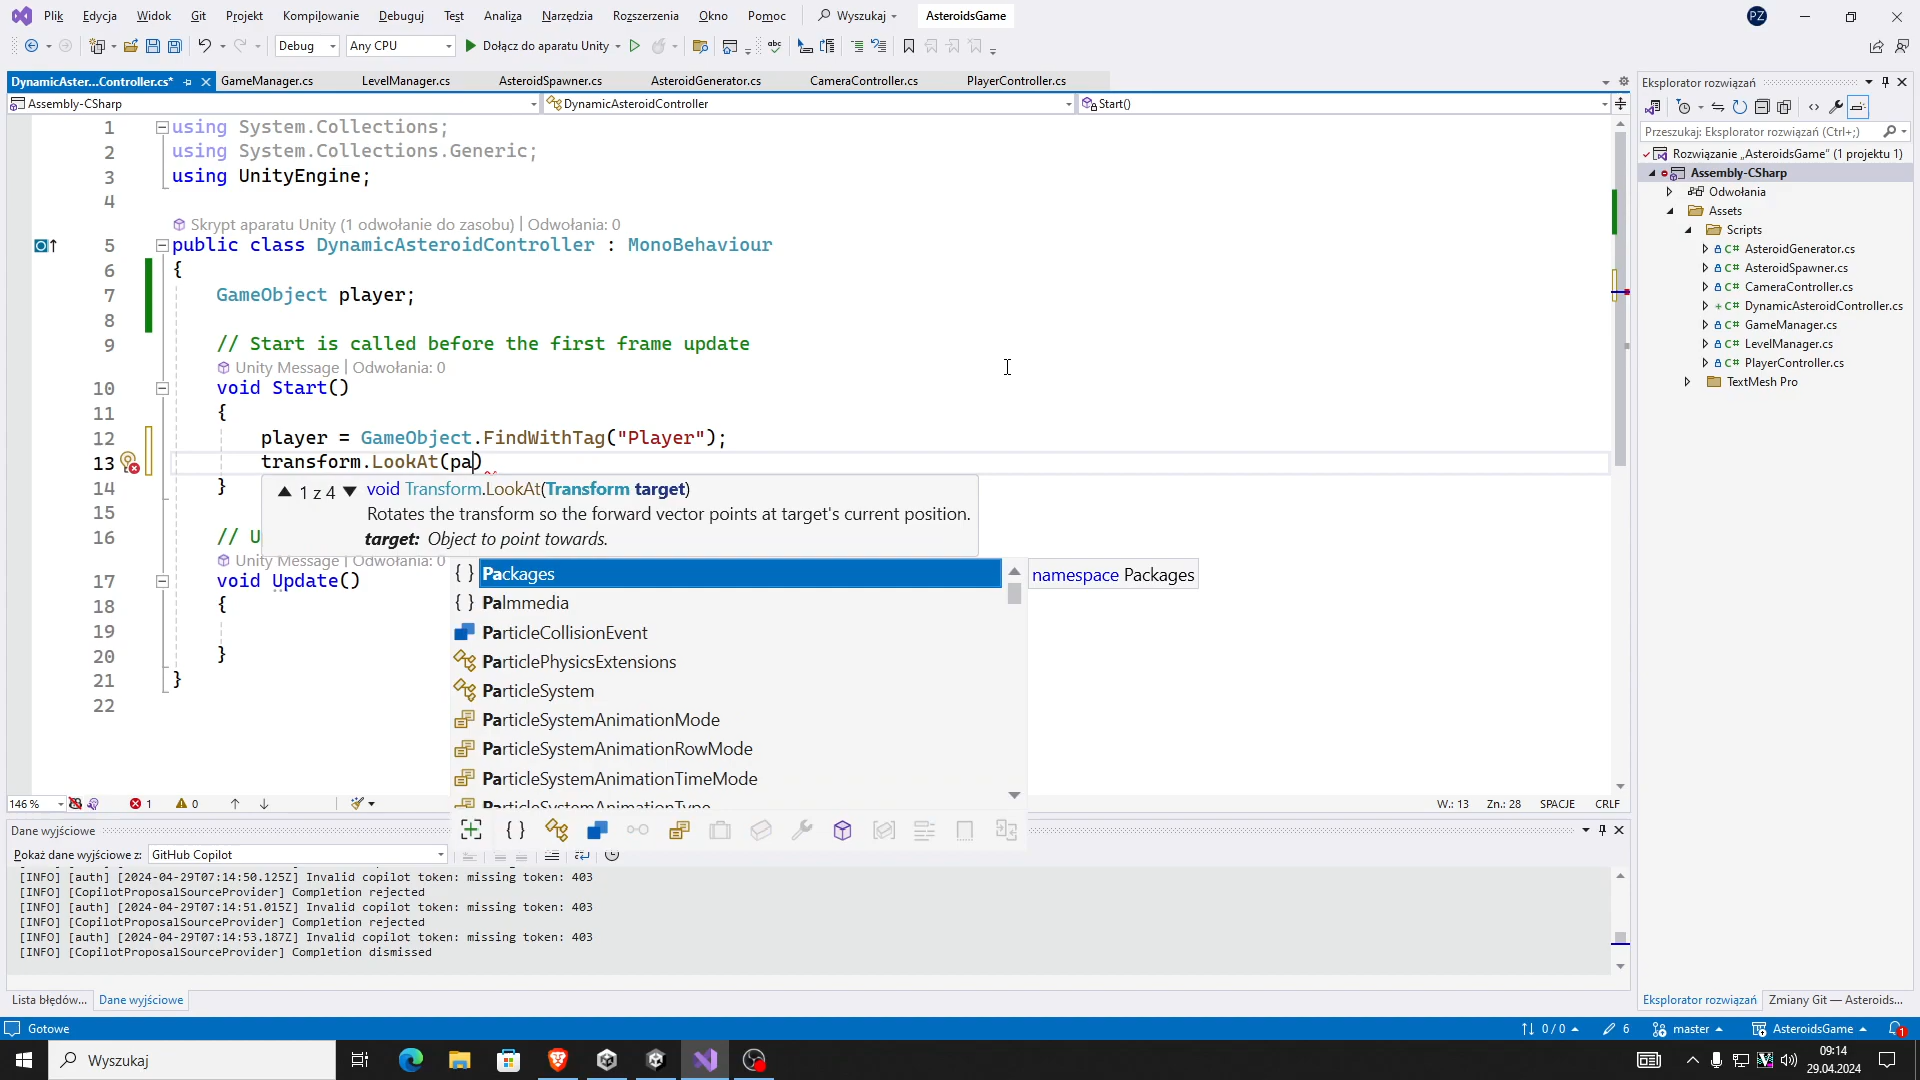 Plik Edycja Widok Git Projekt Kompilowanie Debuguj Test Analiza Narzędzia Rozszerzenia Okno Pomoc Wyszukaj AsteroidsGame PZ
Debug Any CPU Dołącz do aparatu Unity
DynamicAster...Controller.cs* GameManager.cs LevelManager.cs AsteroidSpawner.cs AsteroidGenerator.cs CameraController.cs PlayerController.cs
Assembly-CSharp DynamicAsteroidController Start()
1 using System.Collections;
2 using System.Collections.Generic;
3 using UnityEngine;
4
Skrypt aparatu Unity (1 odwołanie do zasobu) | Odwołania: 0
5 public class DynamicAsteroidController : MonoBehaviour
6 {
7 GameObject player;
8
9 // Start is called before the first frame update
Unity Message | Odwołania: 0
10 void Start()
11 {
12 player = GameObject.FindWithTag("Player");
13 transform.LookAt(pa)
14 }
1 z 4 void Transform.LookAt(Transform target)
Rotates the transform so the forward vector points at target's current position.
target: Object to point towards.
15
16 // U
Unity Message | Odwołania: 0
17 void Update()
18 {
19
20 }
21 }
22
Packages
Palmmedia
ParticleCollisionEvent
ParticlePhysicsExtensions
ParticleSystem
ParticleSystemAnimationMode
ParticleSystemAnimationRowMode
ParticleSystemAnimationTimeMode
ParticleSystemAnimationType
namespace Packages
146 % 1 0 W.: 13 Zn.: 28 SPACJE CRLF
Dane wyjściowe
Pokaż dane wyjściowe z: GitHub Copilot
[INFO] [auth] [2024-04-29T07:14:50.125Z] Invalid copilot token: missing token: 403
[INFO] [CopilotProposalSourceProvider] Completion rejected
[INFO] [auth] [2024-04-29T07:14:51.015Z] Invalid copilot token: missing token: 403
[INFO] [CopilotProposalSourceProvider] Completion rejected
[INFO] [auth] [2024-04-29T07:14:53.187Z] Invalid copilot token: missing token: 403
[INFO] [CopilotProposalSourceProvider] Completion dismissed
Lista błędów... Dane wyjściowe
Eksplorator rozwiązań
Przeszukaj: Eksplorator rozwiązań (Ctrl+;)
Rozwiązanie „AsteroidsGame” (1 projektu 1)
Assembly-CSharp
Odwołania
Assets
Scripts
C# AsteroidGenerator.cs
C# AsteroidSpawner.cs
C# CameraController.cs
C# DynamicAsteroidController.cs
C# GameManager.cs
C# LevelManager.cs
C# PlayerController.cs
TextMesh Pro
Eksplorator rozwiązań Zmiany Git — Asteroids...
Gotowe 0 / 0 6 master AsteroidsGame 1
Wyszukaj 09:14
29.04.2024